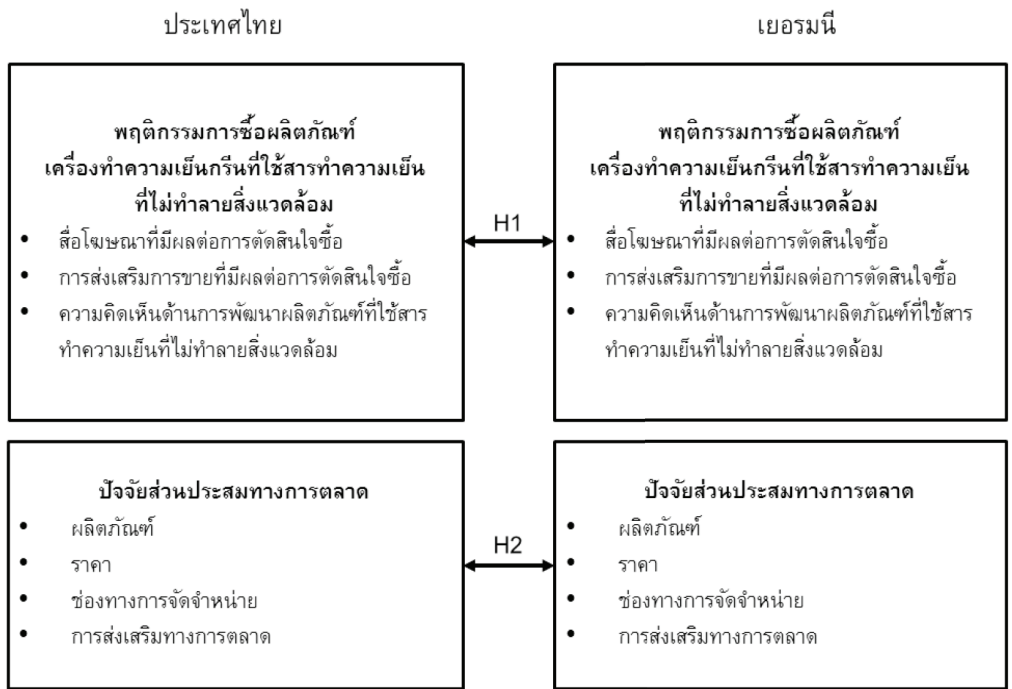 ประเทศไทย
เยอรมนี
พฤติกรรมการซื้อผลิตภัณฑ์
เครื่องทำความเย็นกรีนที่ใช้สารทำความเย็น
ที่ไม่ทำลายสิ่งแวดล้อม
• สื่อโฆษณาที่มีผลต่อการตัดสินใจซื้อ
• การส่งเสริมการขายที่มีผลต่อการตัดสินใจซื้อ
• ความคิดเห็นด้านการพัฒนาผลิตภัณฑ์ที่ใช้สาร
ทำความเย็นที่ไม่ทำลายสิ่งแวดล้อม
H1
พฤติกรรมการซื้อผลิตภัณฑ์
เครื่องทำความเย็นกรีนที่ใช้สารทำความเย็น
ที่ไม่ทำลายสิ่งแวดล้อม
• สื่อโฆษณาที่มีผลต่อการตัดสินใจซื้อ
• การส่งเสริมการขายที่มีผลต่อการตัดสินใจซื้อ
• ความคิดเห็นด้านการพัฒนาผลิตภัณฑ์ที่ใช้สาร
ทำความเย็นที่ไม่ทำลายสิ่งแวดล้อม
ปัจจัยส่วนประสมทางการตลาด
• ผลิตภัณฑ์
• ราคา
• ช่องทางการจัดจำหน่าย
• การส่งเสริมทางการตลาด
H2
ปัจจัยส่วนประสมทางการตลาด
• ผลิตภัณฑ์
• ราคา
• ช่องทางการจัดจำหน่าย
• การส่งเสริมทางการตลาด